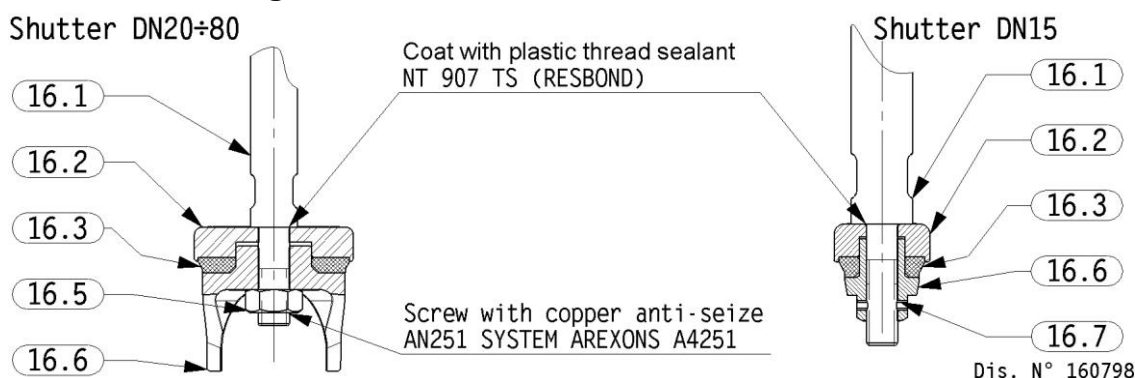 Shutter DN20÷80
Shutter DN15
Coat with plastic thread sealant
NT 907 TS (RESBOND)
16.1
16.2
16.3
16.5
16.6
Screw with copper anti-seize
AN251 SYSTEM AREXONS A4251
16.1
16.2
16.3
16.6
16.7
Dis. N° 160798